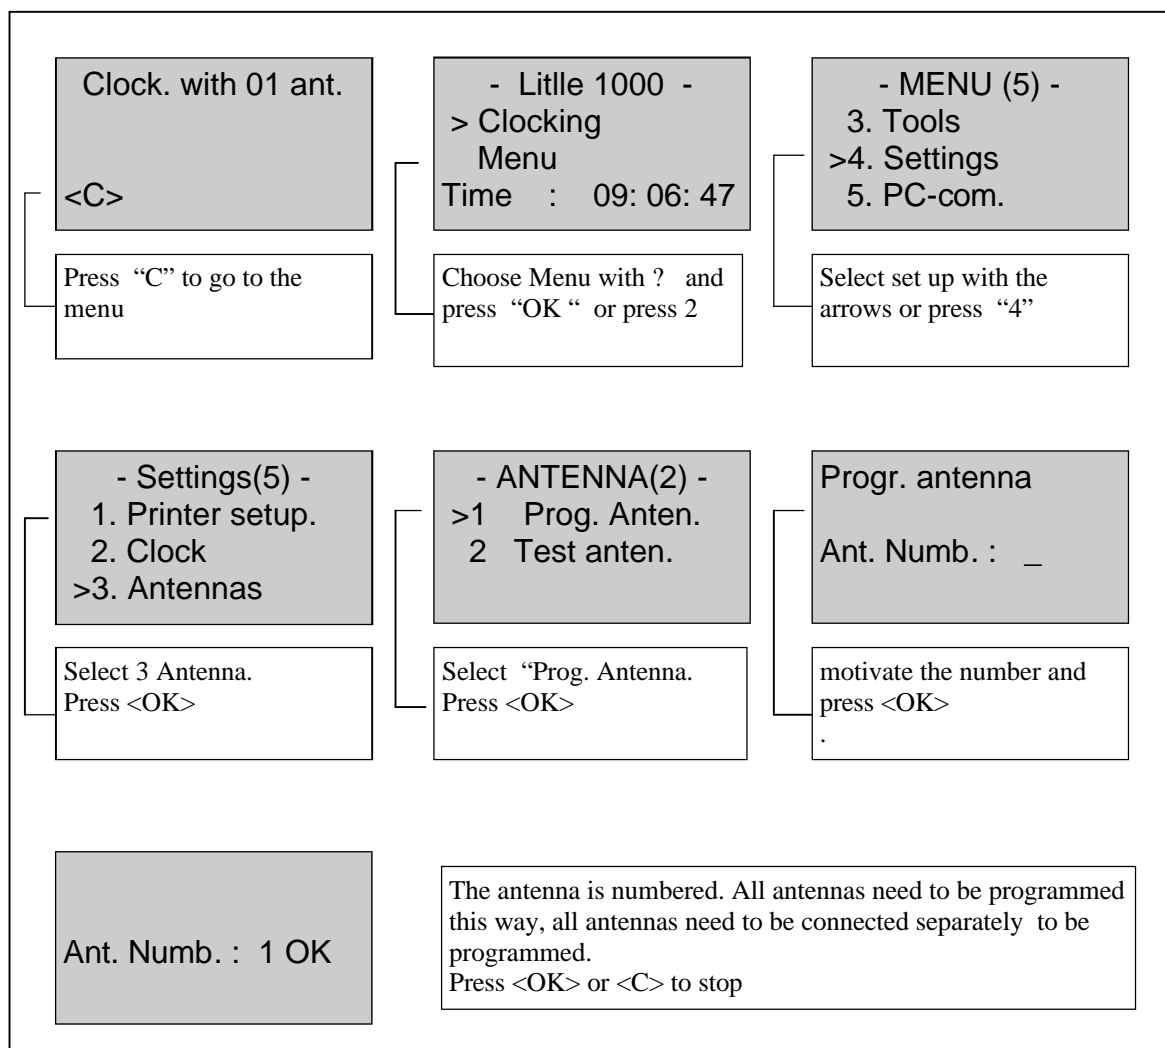 Clock. with 01 ant.
<C>
Press “C” to go to the
menu
- Litlle 1000 -
> Clocking
Menu
Time : 09: 06: 47
Choose Menu with ? and
press “OK “ or press 2
- MENU (5) -
3. Tools
>4. Settings
5. PC-com.
Select set up with the
arrows or press “4”
- Settings(5) -
1. Printer setup.
2. Clock
>3. Antennas
Select 3 Antenna.
Press <OK>
- ANTENNA(2) -
>1 Prog. Anten.
2 Test anten.
Select “Prog. Antenna.
Press <OK>
Progr. antenna
Ant. Numb. : _
motivate the number and
press <OK>
.
Ant. Numb. : 1 OK
The antenna is numbered. All antennas need to be programmed
this way, all antennas need to be connected separately to be
programmed.
Press <OK> or <C> to stop